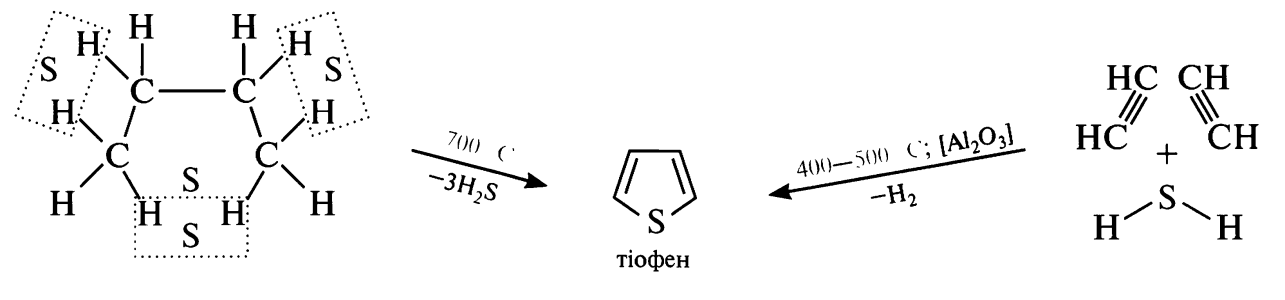 H H H H
S S
C C
H H
C C
H S H
H H
S
700 C
−3H₂S
S
тіофен
400—500 C; [Al₂O₃]
−H₂
HC CH
HC CH
+
S
H H